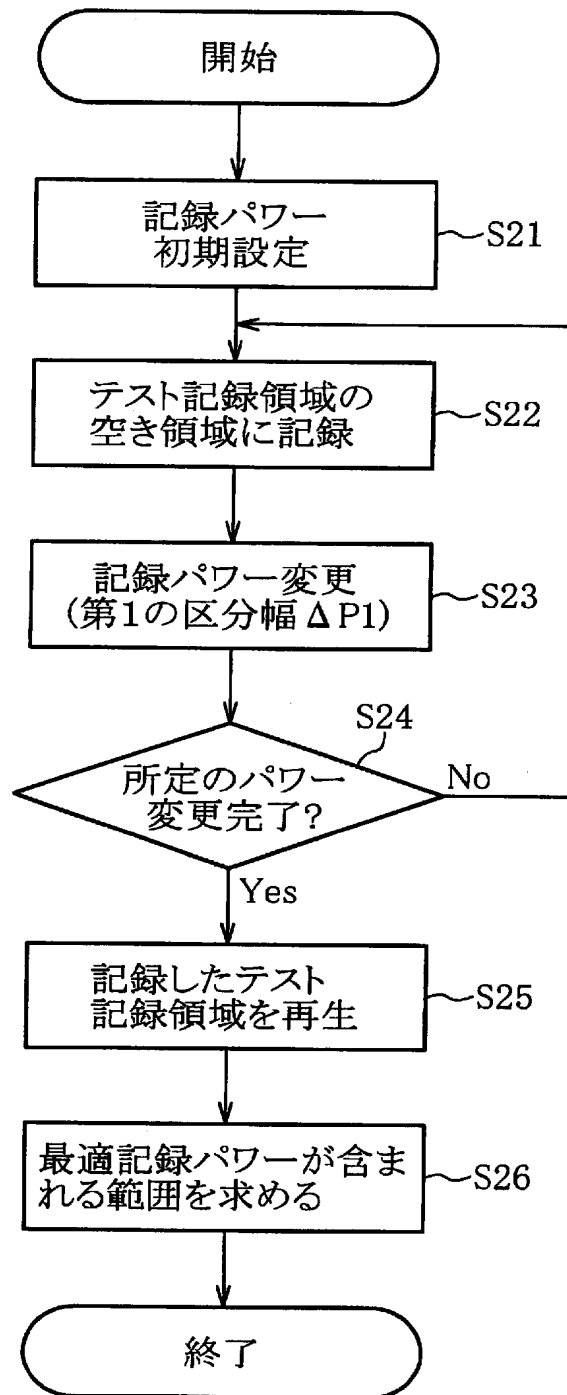 開始
記録パワー
初期設定
S21
テスト記録領域の
空き領域に記録
S22
記録パワー変更
(第1の区分幅ΔP1)
S23
S24
所定のパワー
変更完了?
No
Yes
記録したテスト
記録領域を再生
S25
最適記録パワーが含ま
れる範囲を求める
S26
終了